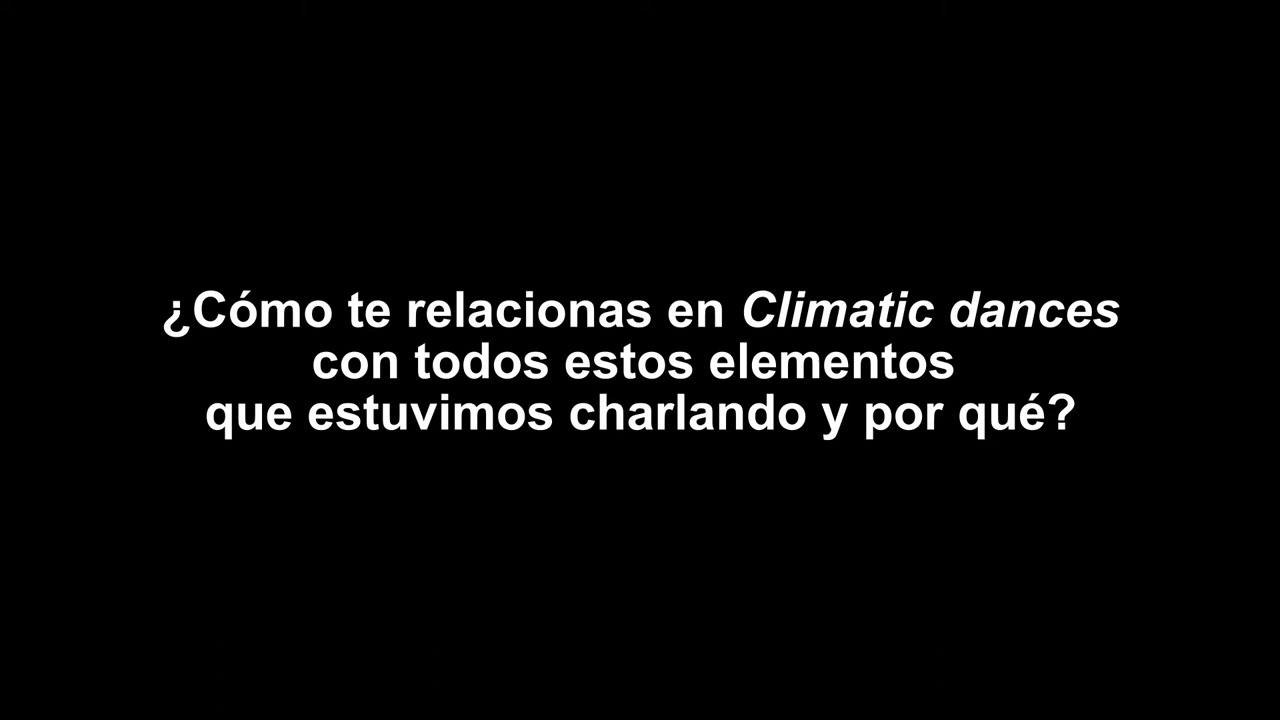 ¿Cómo te relacionas en Climatic dances
con todos estos elementos
que estuvimos charlando y por qué?